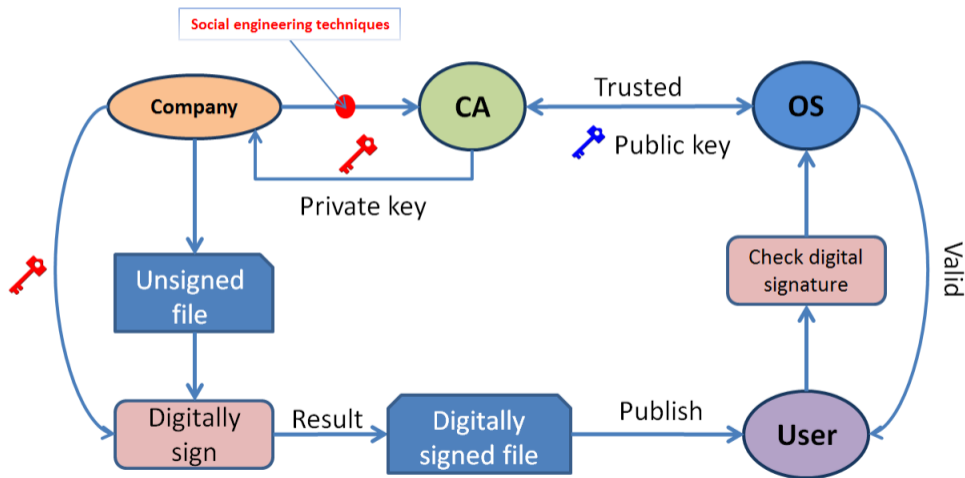 Social engineering techniques
Company
CA
Trusted
OS
Public key
Private key
Unsigned
file
Check digital
signature
Valid
Digitally
sign
Result
Digitally
signed file
Publish
User